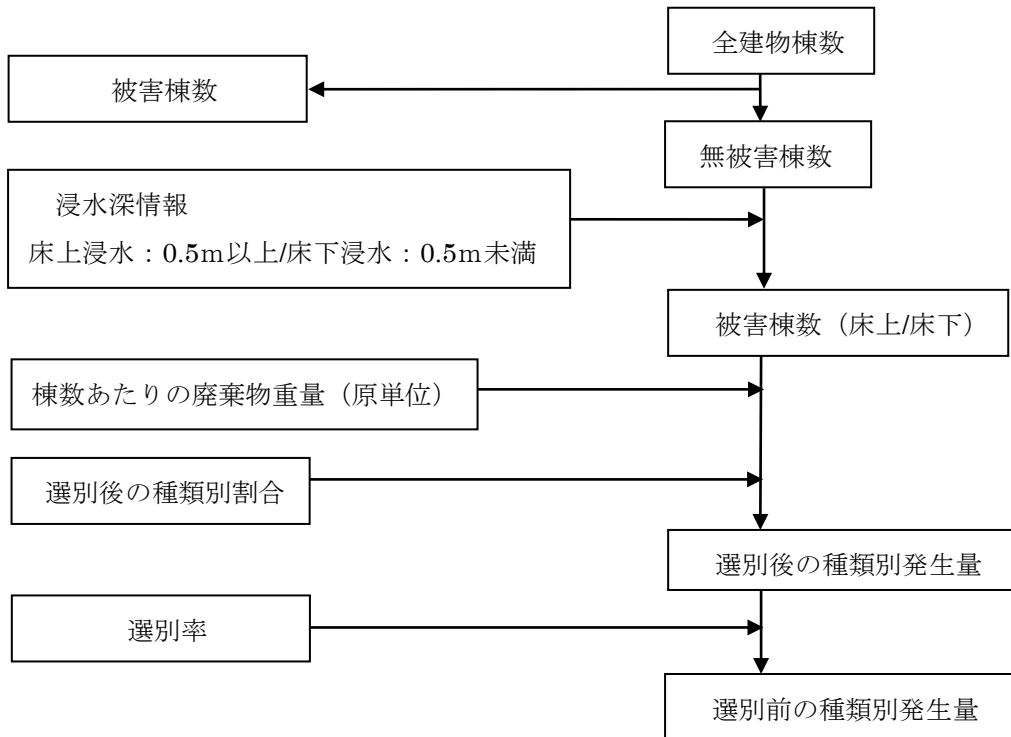 全建物棟数
被害棟数
無被害棟数
浸水深情報
床上浸水：0.5m以上/床下浸水：0.5m未満
被害棟数（床上/床下）
棟数あたりの廃棄物重量（原単位）
選別後の種類別割合
選別後の種類別発生量
選別率
選別前の種類別発生量